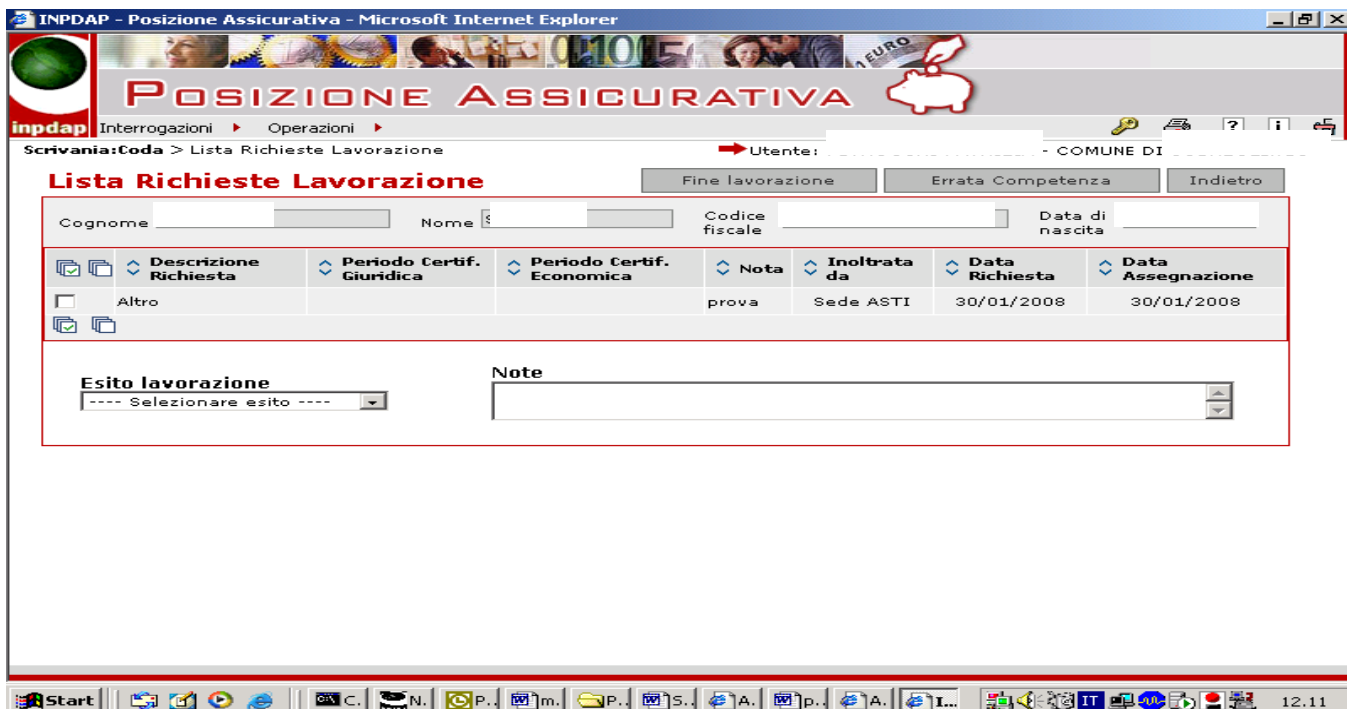 INPDAP - Posizione Assicurativa - Microsoft Internet Explorer
EURO
POSIZIONE ASSICURATIVA
inpdap Interrogazioni Operazioni ? i
Scrivania:Coda > Lista Richieste Lavorazione Utente: - COMUNE DI
Lista Richieste Lavorazione Fine lavorazione Errata Competenza Indietro
Cognome Nome S Codice fiscale Data di nascita
Descrizione Richiesta Periodo Certif. Giuridica Periodo Certif. Economica Nota Inoltrata da Data Richiesta Data Assegnazione
Altro prova Sede ASTI 30/01/2008 30/01/2008
Esito lavorazione Note
---- Selezionare esito ----
Start C. N. P.. m. P.. S.. A. p.. A. I... IT 12.11